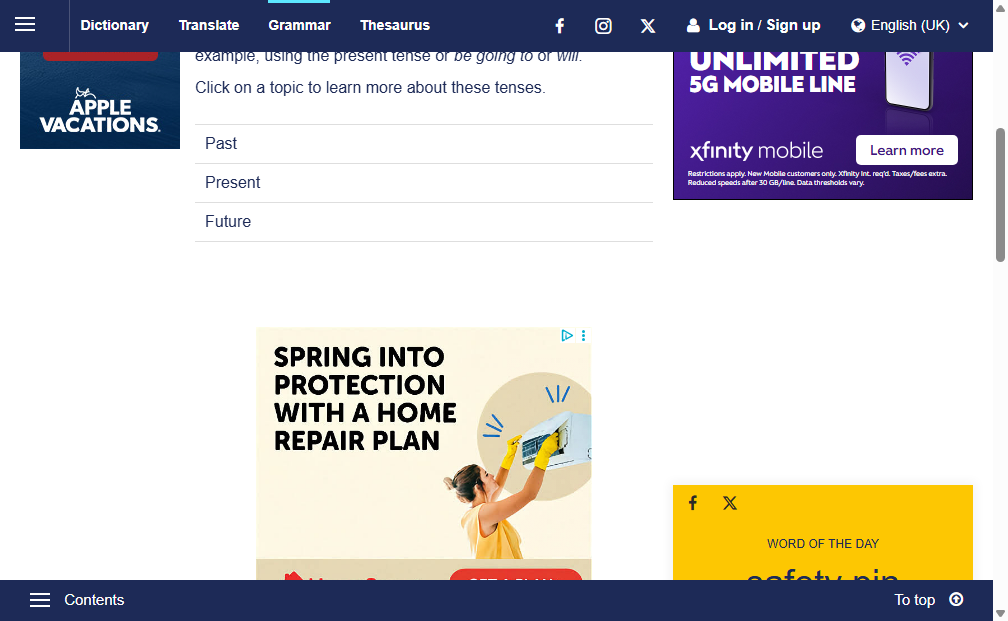 Dictionary Translate Grammar Thesaurus Log in / Sign up English (UK)
example, using the present tense or be going to or will.
Click on a topic to learn more about these tenses.
Past
Present
Future
APPLE
VACATIONS.
UNLIMITED
5G MOBILE LINE
xfinity mobile
Learn more
Restrictions apply. New Mobile customers only. Xfinity Int. req'd. Taxes/fees extra.
Reduced speeds after 30 GB/line. Data thresholds vary.
SPRING INTO
PROTECTION
WITH A HOME
REPAIR PLAN
WORD OF THE DAY
safety pin
Contents
To top